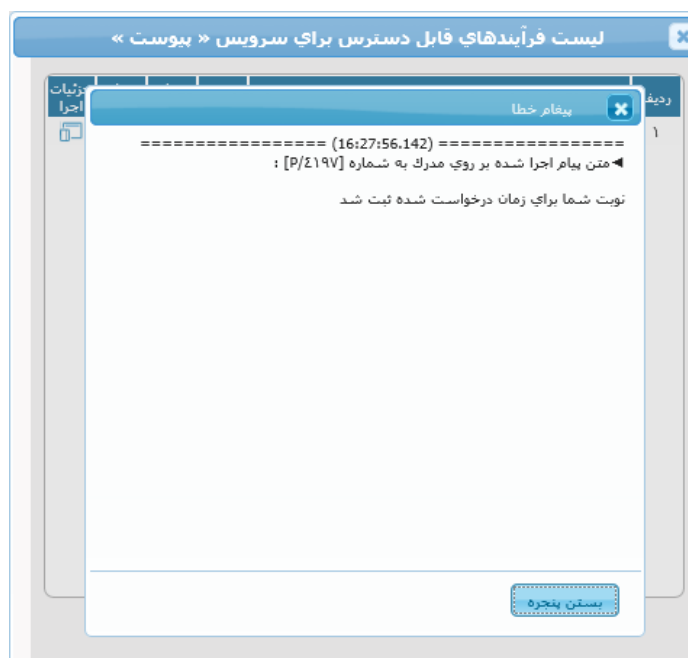 ليست فرآيندهاي قابل دسترس براي سرويس « پيوست »
رديف
جزئيات اجرا
۱
پيغام خطا
================= (16:27:56.142) =================
◄متن پيام اجرا شده بر روي مدرك به شماره [P/٤١٩٧] :
نوبت شما براي زمان درخواست شده ثبت شد
بستن پنجره